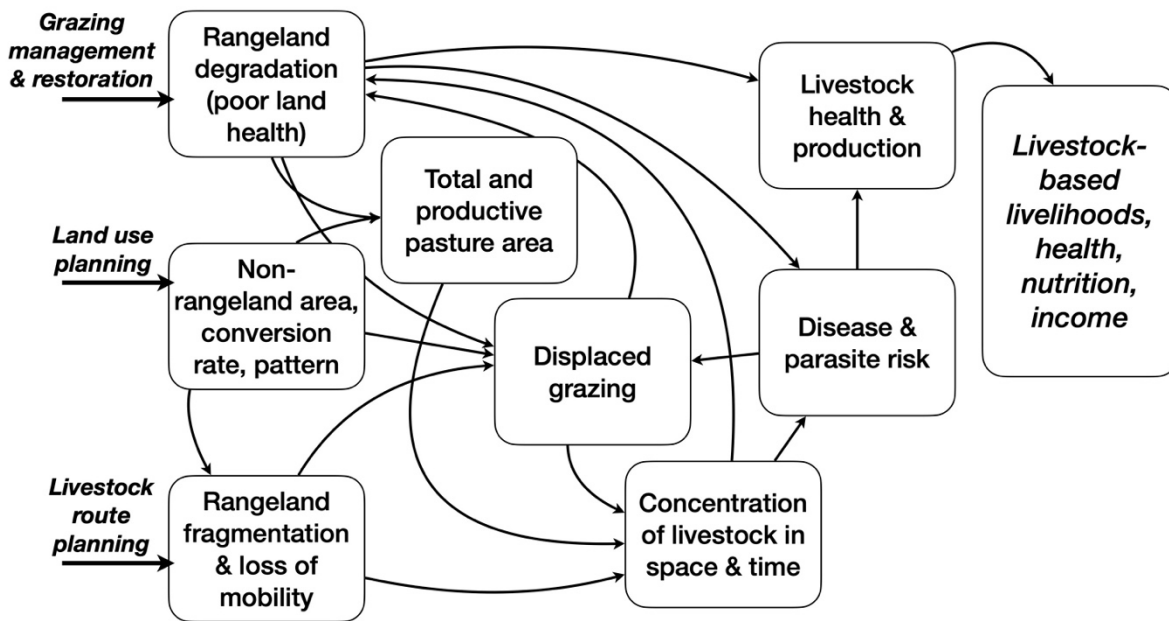 Grazing
management
& restoration
Rangeland
degradation
(poor land
health)
Livestock
health &
production
Livestock-
based
livelihoods,
health,
nutrition,
income
Total and
productive
pasture area
Land use
planning
Non-
rangeland area,
conversion
rate, pattern
Displaced
grazing
Disease &
parasite risk
Livestock
route
planning
Rangeland
fragmentation
& loss of
mobility
Concentration
of livestock in
space & time